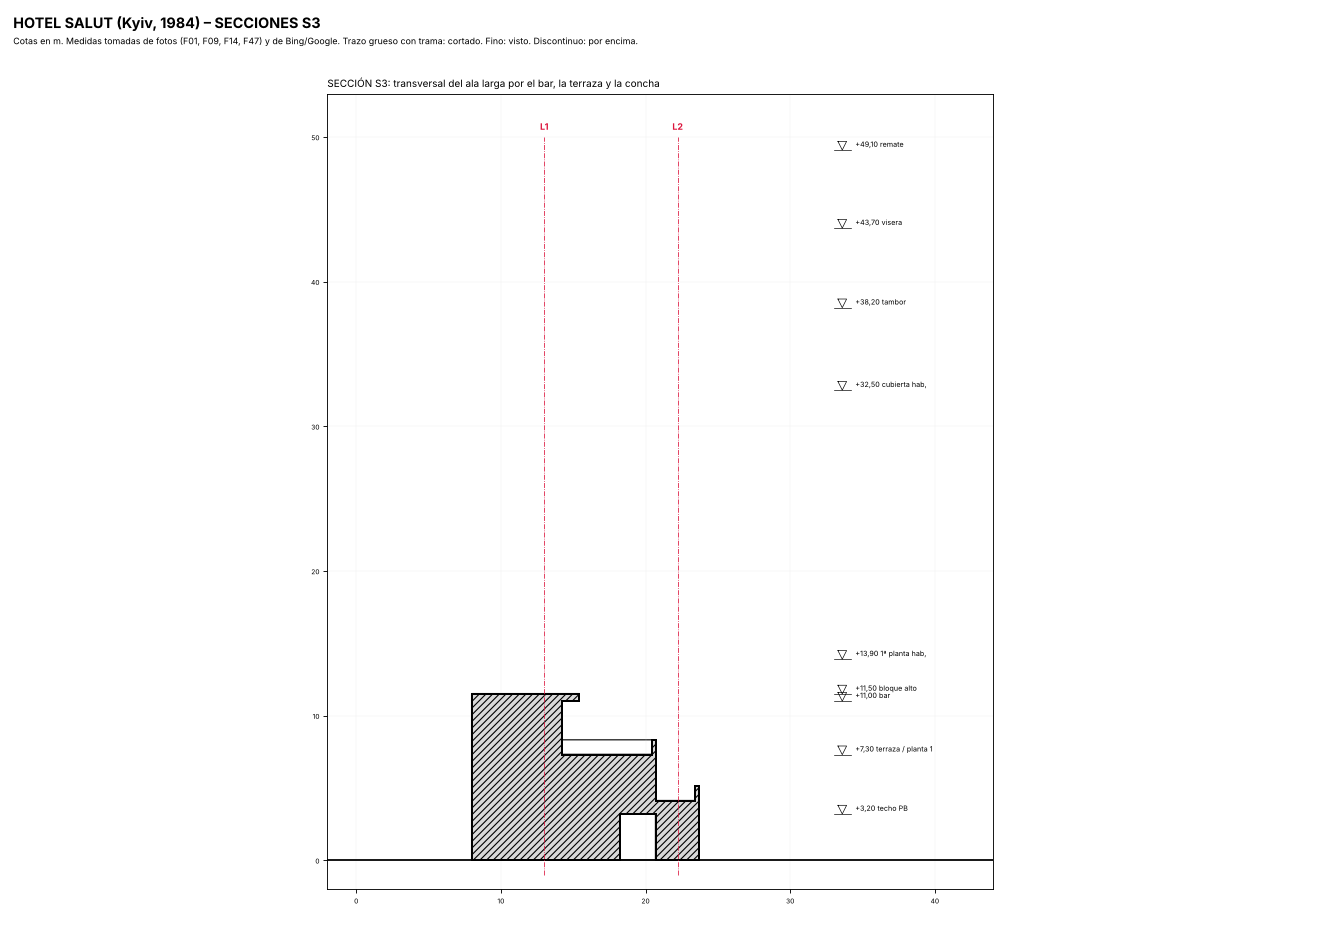 HOTEL SALUT (Kyiv, 1984) – SECCIONES S3
Cotas en m. Medidas tomadas de fotos (F01, F09, F14, F47) y de Bing/Google. Trazo grueso con trama: cortado. Fino: visto. Discontinuo: por encima.
SECCIÓN S3: transversal del ala larga por el bar, la terraza y la concha
L1
L2
50
+49,10 remate
+43,70 visera
40
+38,20 tambor
+32,50 cubierta hab,
30
20
+13,90 1ª planta hab,
+11,50 bloque alto
+11,00 bar
10
+7,30 terraza / planta 1
+3,20 techo PB
0
0
10
20
30
40